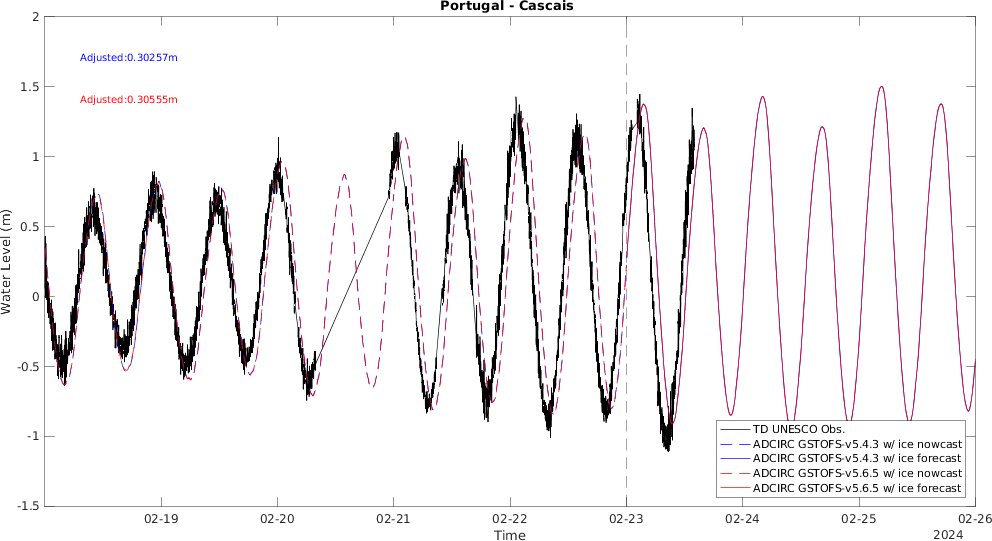 Portugal - Cascais
2
Adjusted:0.30257m
1.5
Adjusted:0.30555m
1
0.5
Water Level (m)
0
-0.5
-1
-1.5
TD UNESCO Obs.
ADCIRC GSTOFS-v5.4.3 w/ ice nowcast
ADCIRC GSTOFS-v5.4.3 w/ ice forecast
ADCIRC GSTOFS-v5.6.5 w/ ice nowcast
ADCIRC GSTOFS-v5.6.5 w/ ice forecast
02-19 02-20 02-21 02-22 02-23 02-24 02-25 02-26
Time
2024